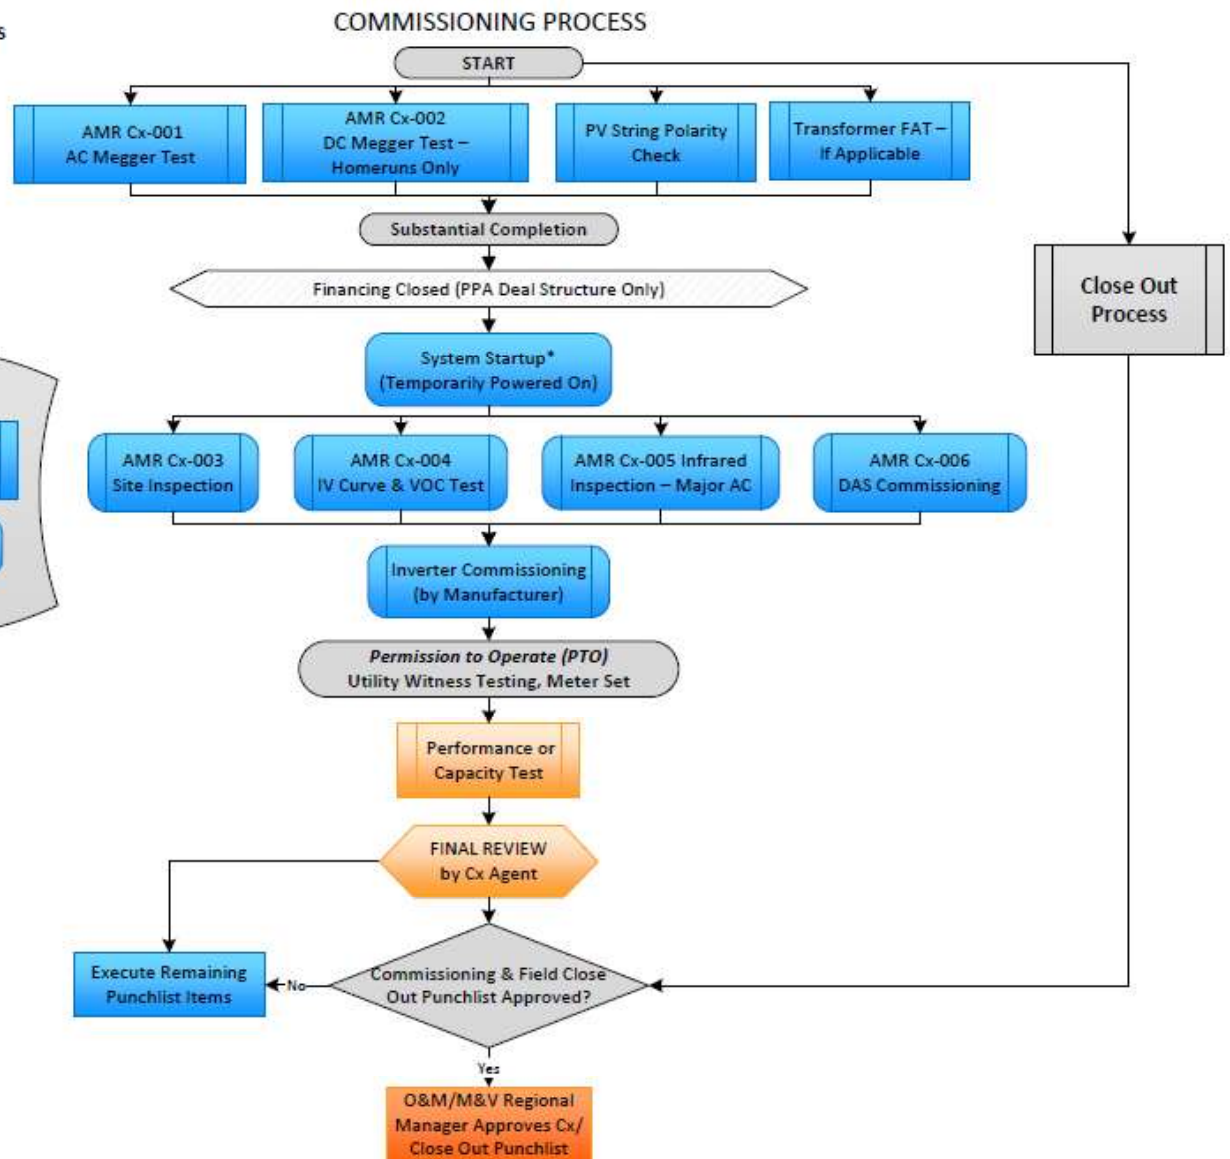 s
COMMISSIONING PROCESS
START
AMR Cx-001
AC Megger Test
AMR Cx-002
DC Megger Test –
Homeruns Only
PV String Polarity
Check
Transformer FAT –
If Applicable
Substantial Completion
Financing Closed (PPA Deal Structure Only)
Close Out
Process
System Startup*
(Temporarily Powered On)
AMR Cx-003
Site Inspection
AMR Cx-004
IV Curve & VOC Test
AMR Cx-005 Infrared
Inspection – Major AC
AMR Cx-006
DAS Commissioning
Inverter Commissioning
(by Manufacturer)
Permission to Operate (PTO)
Utility Witness Testing, Meter Set
Performance or
Capacity Test
FINAL REVIEW
by Cx Agent
Execute Remaining
Punchlist Items
No
Commissioning & Field Close
Out Punchlist Approved?
Yes
O&M/M&V Regional
Manager Approves Cx/
Close Out Punchlist